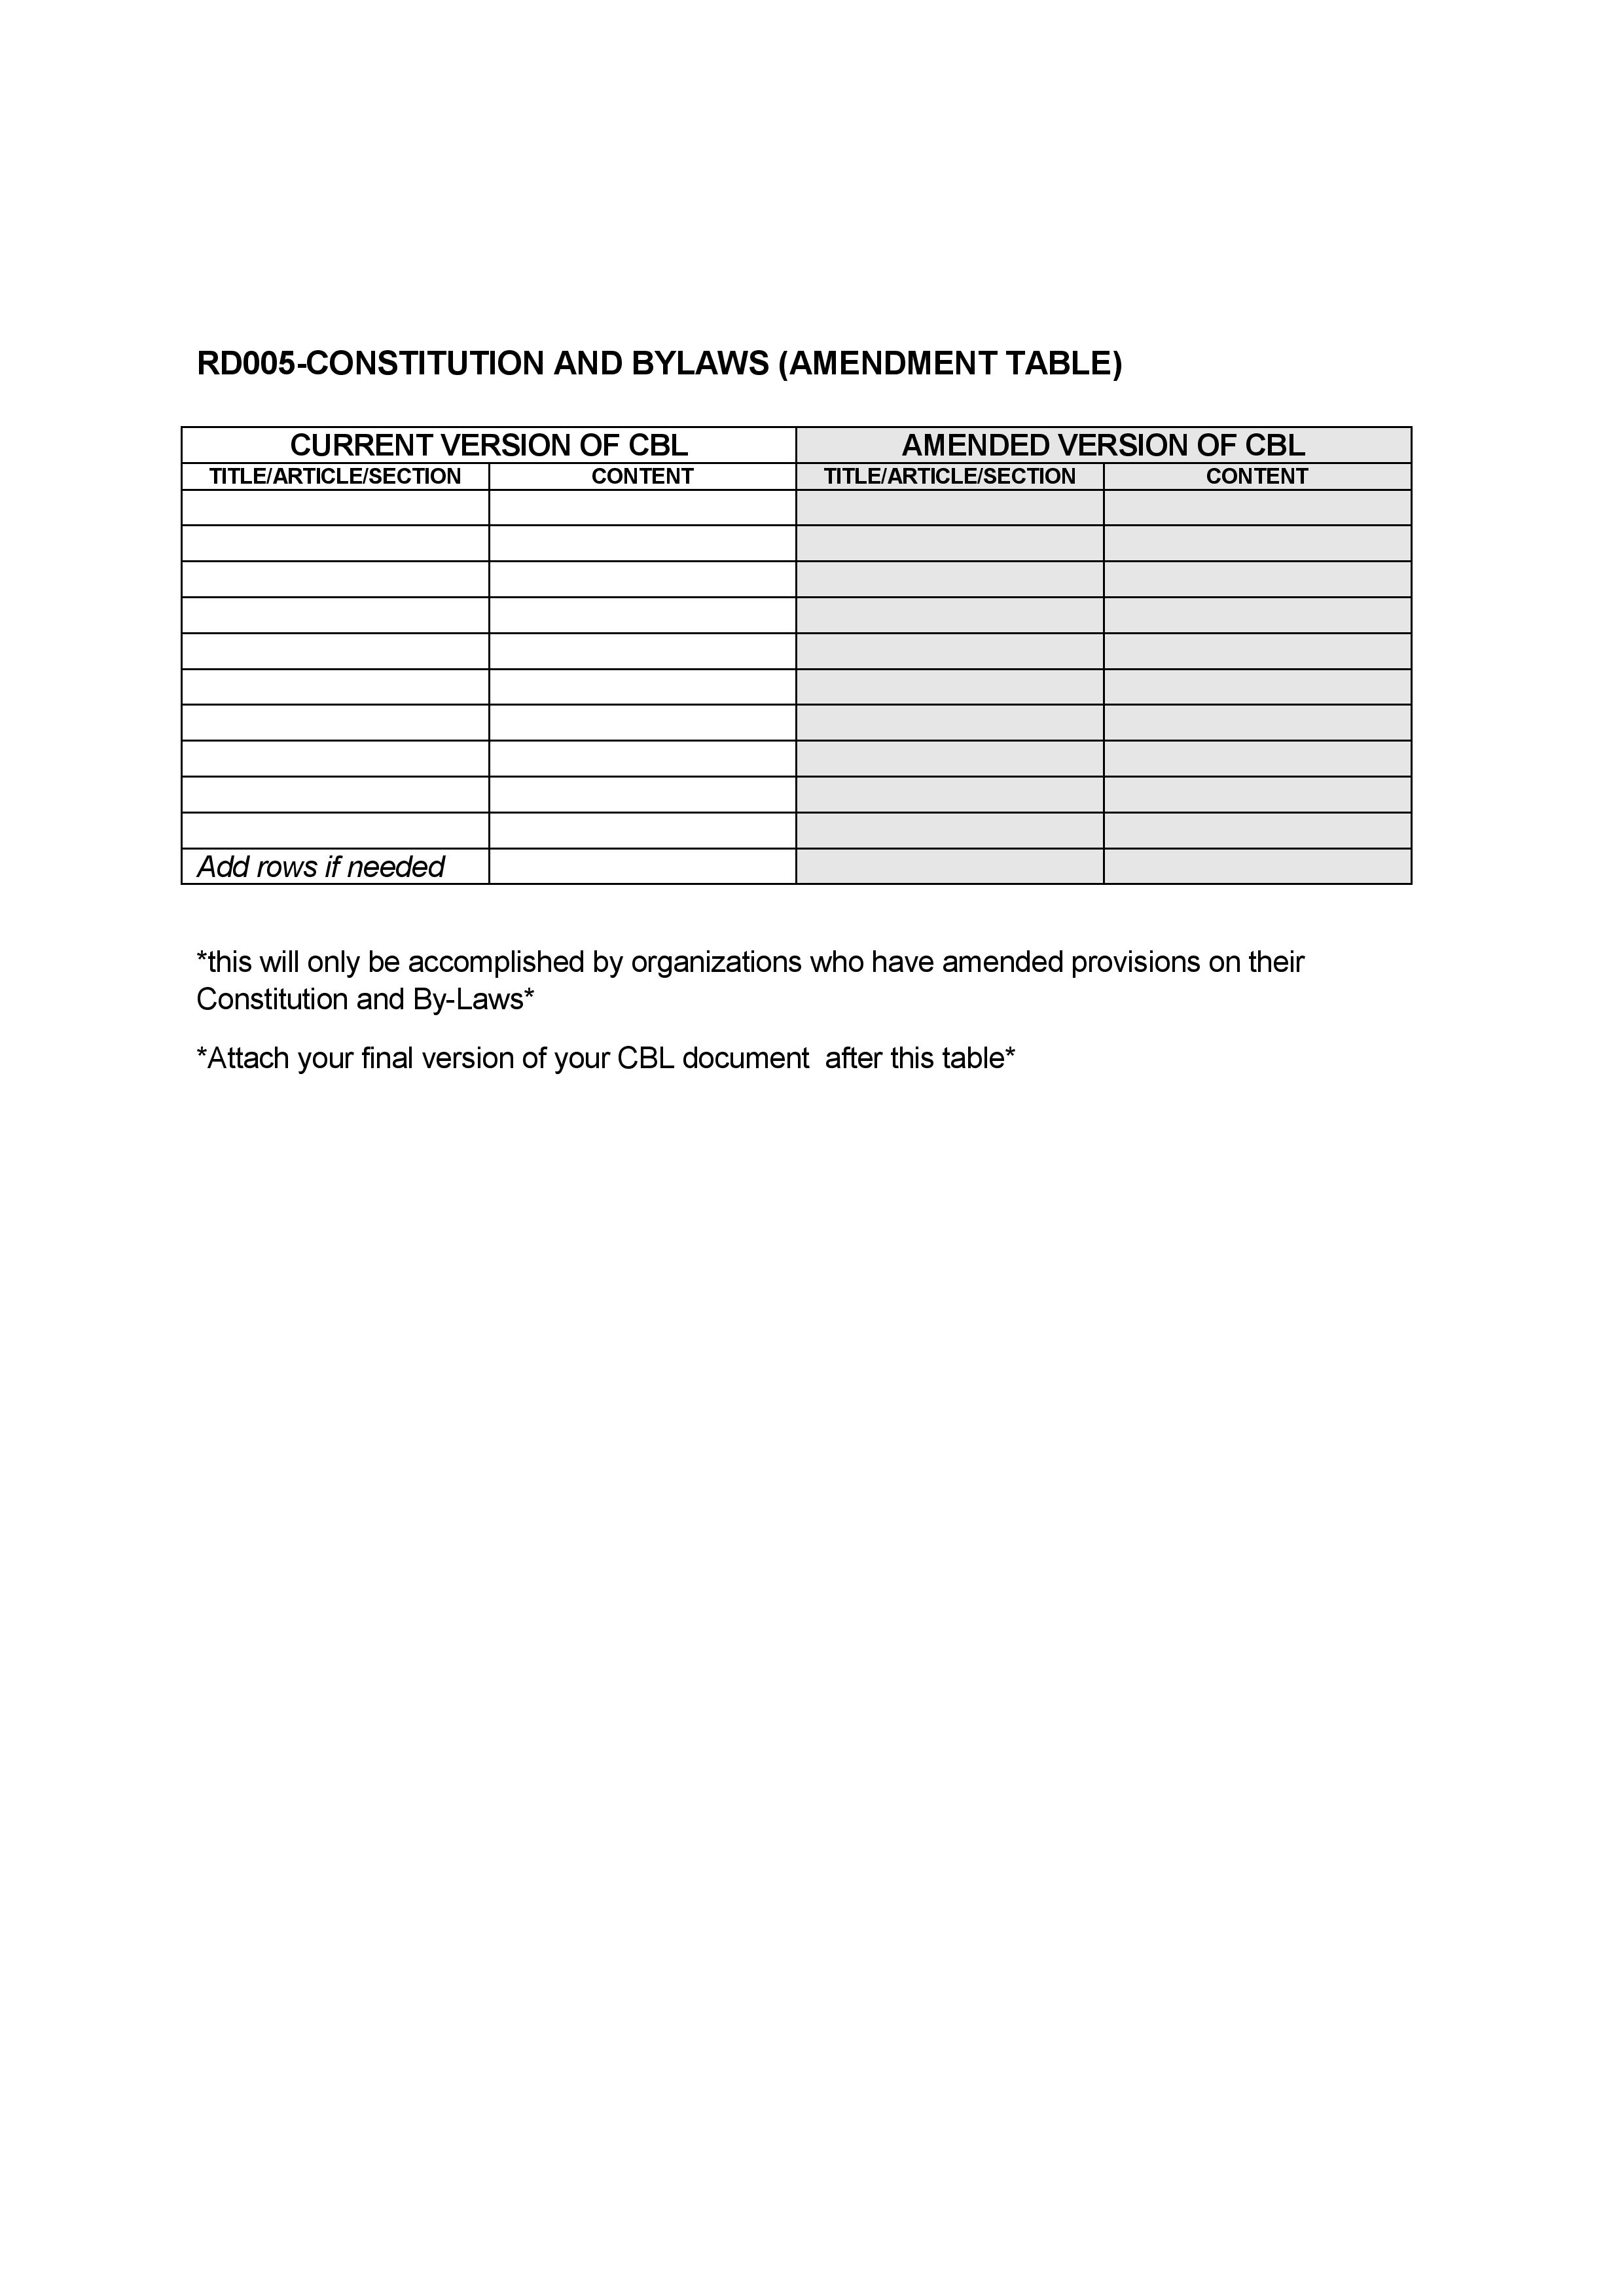 RD005-CONSTITUTION AND BYLAWS (AMENDMENT TABLE)
CURRENT VERSION OF CBL AMENDED VERSION OF CBL
TITLE/ARTICLE/SECTION CONTENT TITLE/ARTICLE/SECTION CONTENT
Add rows if needed
*this will only be accomplished by organizations who have amended provisions on their
Constitution and By-Laws*
*Attach your final version of your CBL document  after this table*